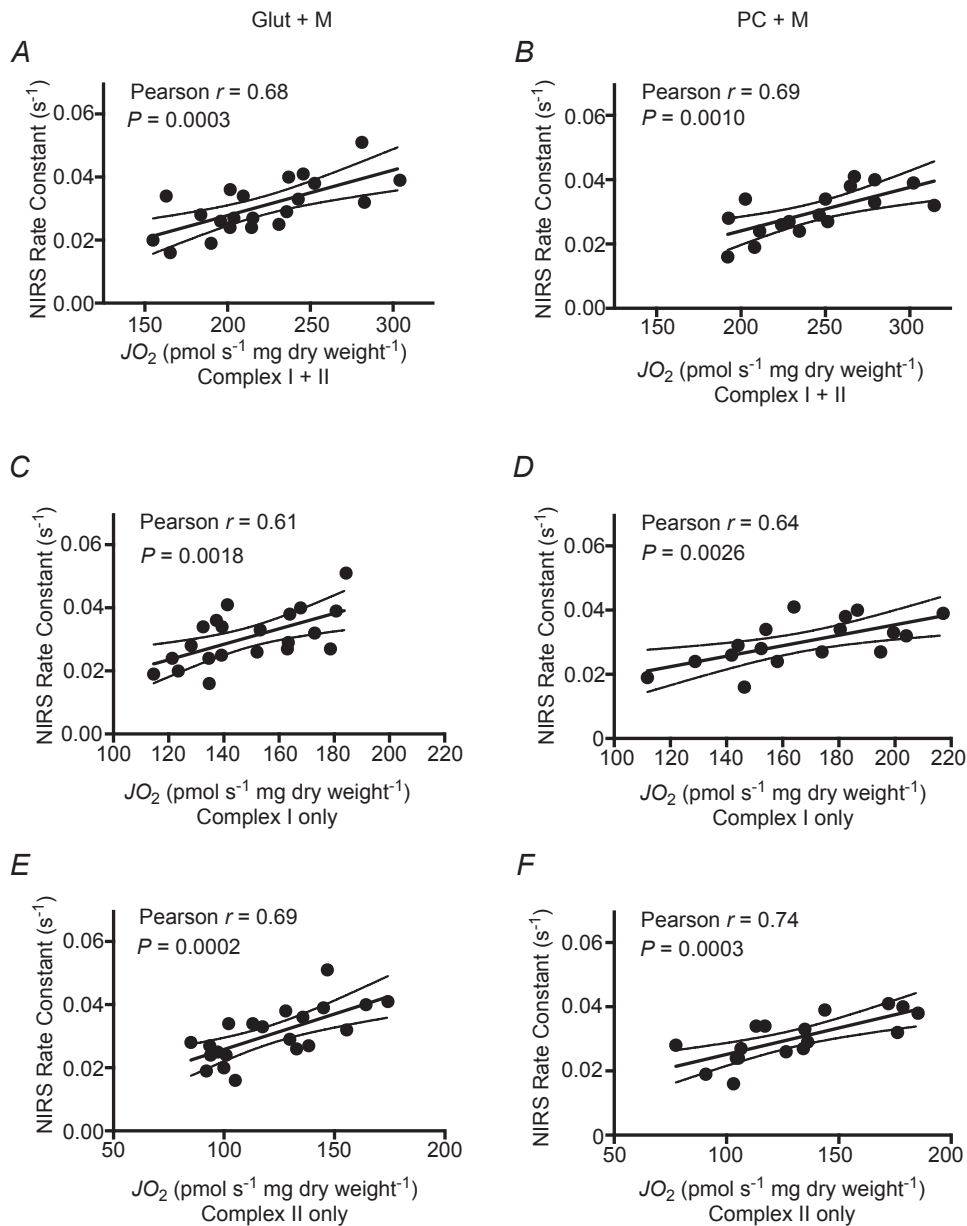 Glut + M
PC + M
A
Pearson r = 0.68
P = 0.0003
NIRS Rate Constant (s⁻¹)
0.06
0.04
0.02
0.00
150 200 250 300
JO₂ (pmol s⁻¹ mg dry weight⁻¹)
Complex I + II
B
Pearson r = 0.69
P = 0.0010
NIRS Rate Constant (s⁻¹)
0.06
0.04
0.02
0.00
150 200 250 300
JO₂ (pmol s⁻¹ mg dry weight⁻¹)
Complex I + II
C
Pearson r = 0.61
P = 0.0018
NIRS Rate Constant (s⁻¹)
0.06
0.04
0.02
0.00
100 120 140 160 180 200 220
JO₂ (pmol s⁻¹ mg dry weight⁻¹)
Complex I only
D
Pearson r = 0.64
P = 0.0026
NIRS Rate Constant (s⁻¹)
0.06
0.04
0.02
0
100 120 140 160 180 200 220
JO₂ (pmol s⁻¹ mg dry weight⁻¹)
Complex I only
E
Pearson r = 0.69
P = 0.0002
NIRS Rate Constant (s⁻¹)
0.06
0.04
0.02
0.00
50 100 150 200
JO₂ (pmol s⁻¹ mg dry weight⁻¹)
Complex II only
F
Pearson r = 0.74
P = 0.0003
NIRS Rate Constant (s⁻¹)
0.06
0.04
0.02
0
50 100 150 200
JO₂ (pmol s⁻¹ mg dry weight⁻¹)
Complex II only